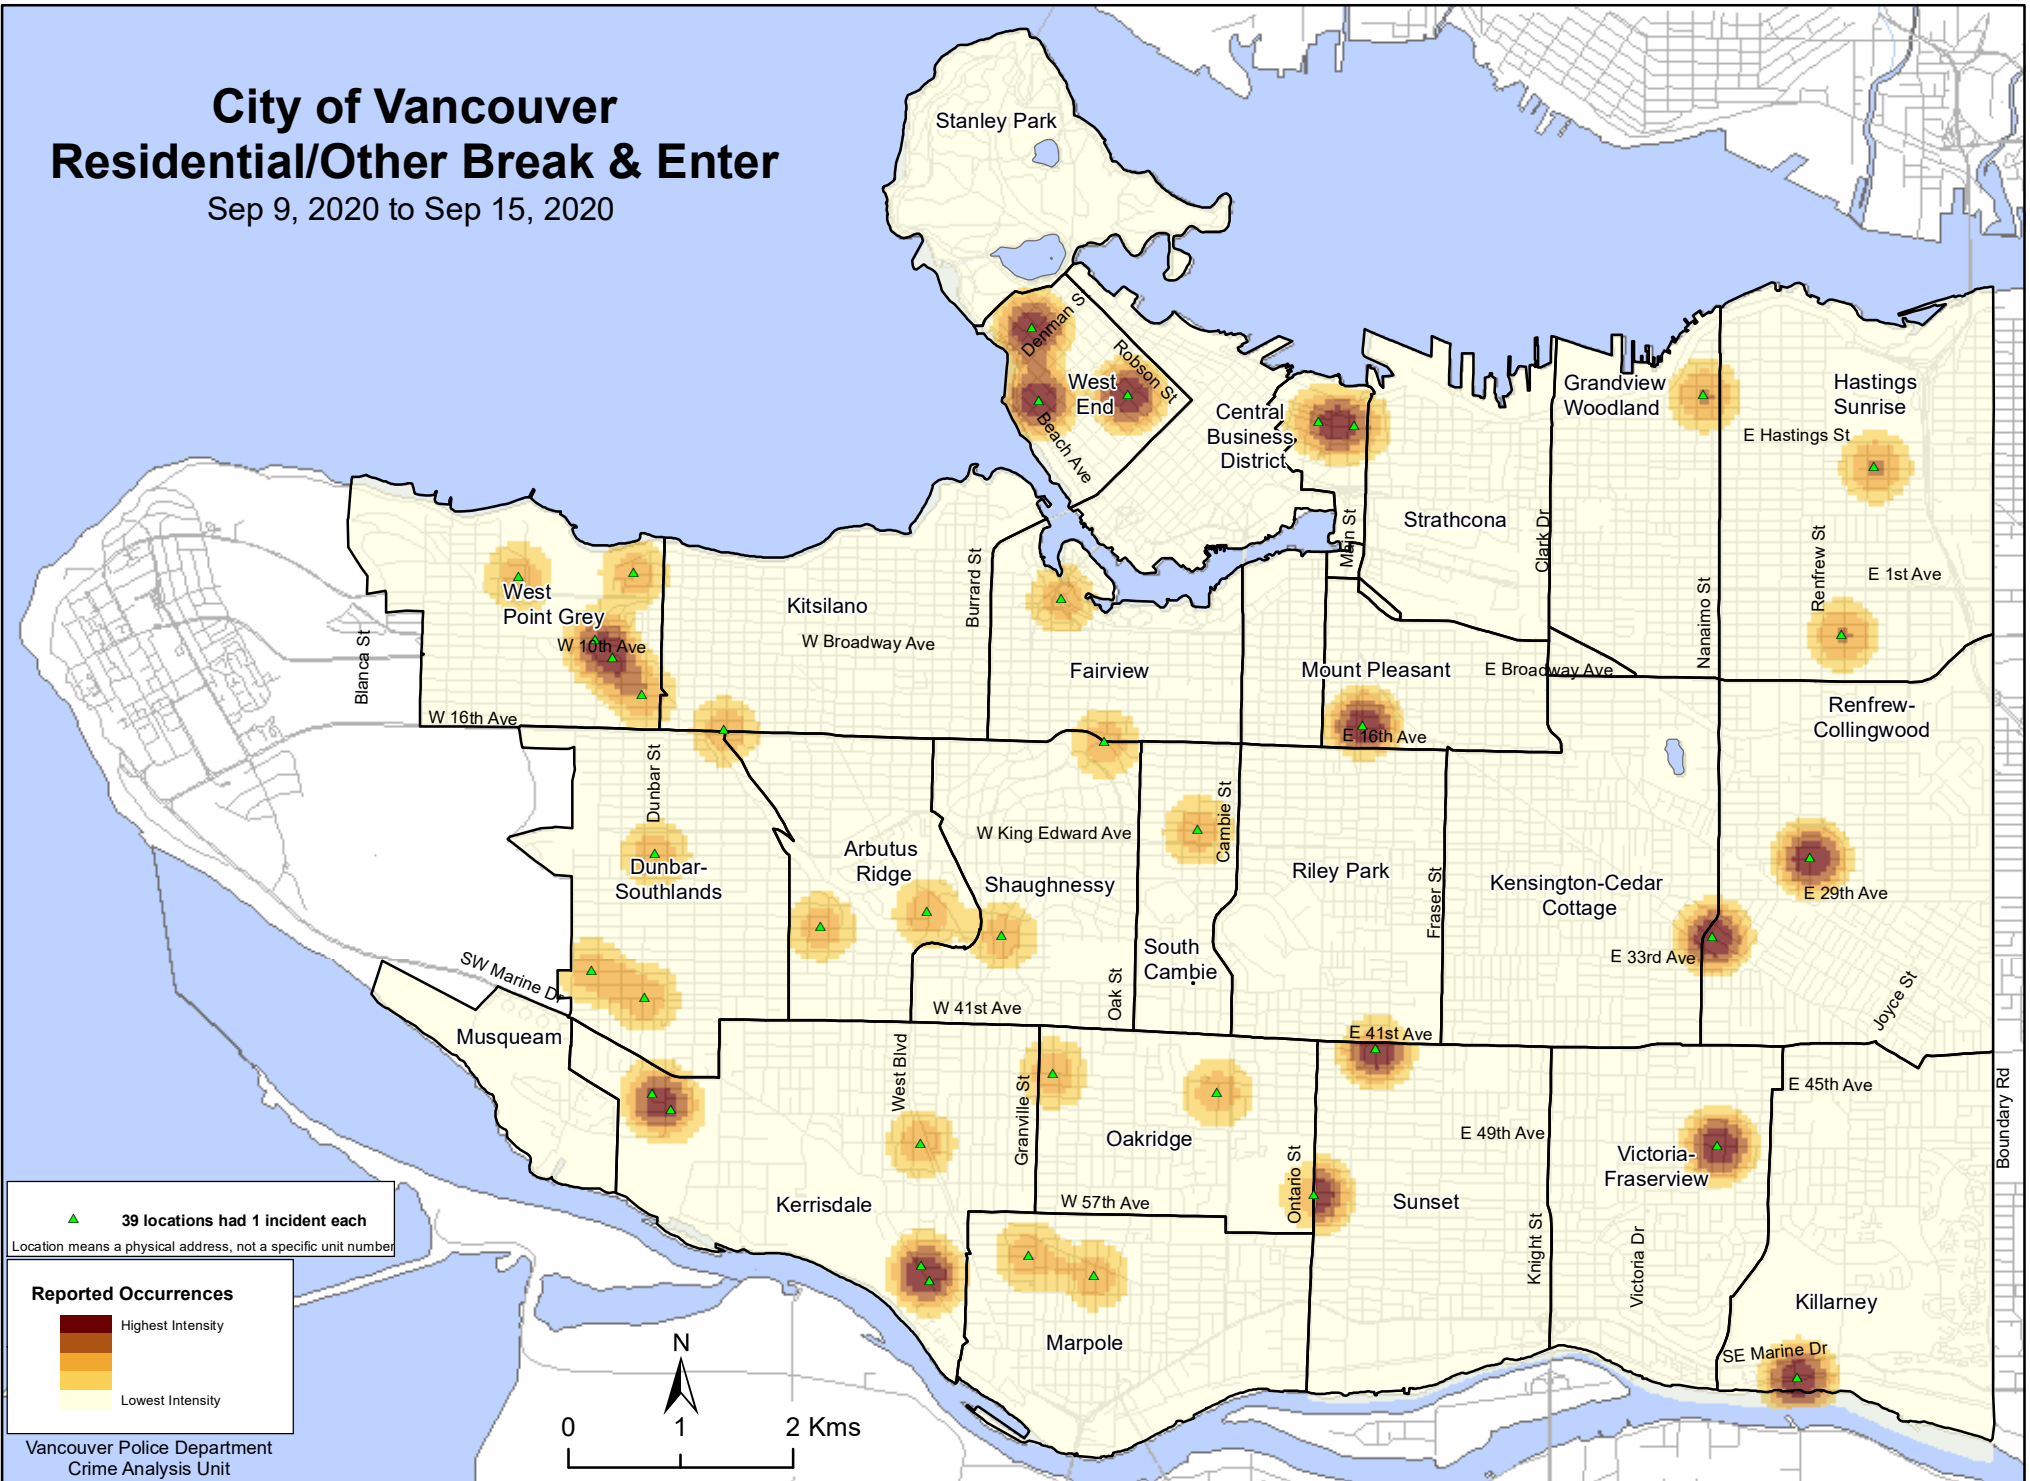 City of Vancouver
Residential/Other Break & Enter
Sep 9, 2020 to Sep 15, 2020
Stanley Park
Denman S
Robson St
West
End
Beach Ave
Central
Business
District
Grandview
Woodland
Hastings
Sunrise
E Hastings St
Strathcona
Main St
Clark Dr
Nanaimo St
Renfrew St
E 1st Ave
West
Point Grey
W 10th Ave
Blanca St
W 16th Ave
Kitsilano
W Broadway Ave
Burrard St
Fairview
Mount Pleasant
E Broadway Ave
E 16th Ave
Renfrew-
Collingwood
Dunbar St
Dunbar-
Southlands
Arbutus
Ridge
W King Edward Ave
Shaughnessy
Cambie St
Riley Park
Fraser St
Kensington-Cedar
Cottage
E 29th Ave
E 33rd Ave
Joyce St
South
Cambie
Oak St
W 41st Ave
E 41st Ave
SW Marine Dr
Musqueam
West Blvd
Granville St
Oakridge
E 49th Ave
E 45th Ave
Boundary Rd
Victoria-
Fraserview
Kerrisdale
W 57th Ave
Ontario St
Sunset
Knight St
Victoria Dr
Killarney
SE Marine Dr
Marpole
39 locations had 1 incident each
Location means a physical address, not a specific unit number
Reported Occurrences
Highest Intensity
Lowest Intensity
Vancouver Police Department
Crime Analysis Unit
N
0 1 2 Kms